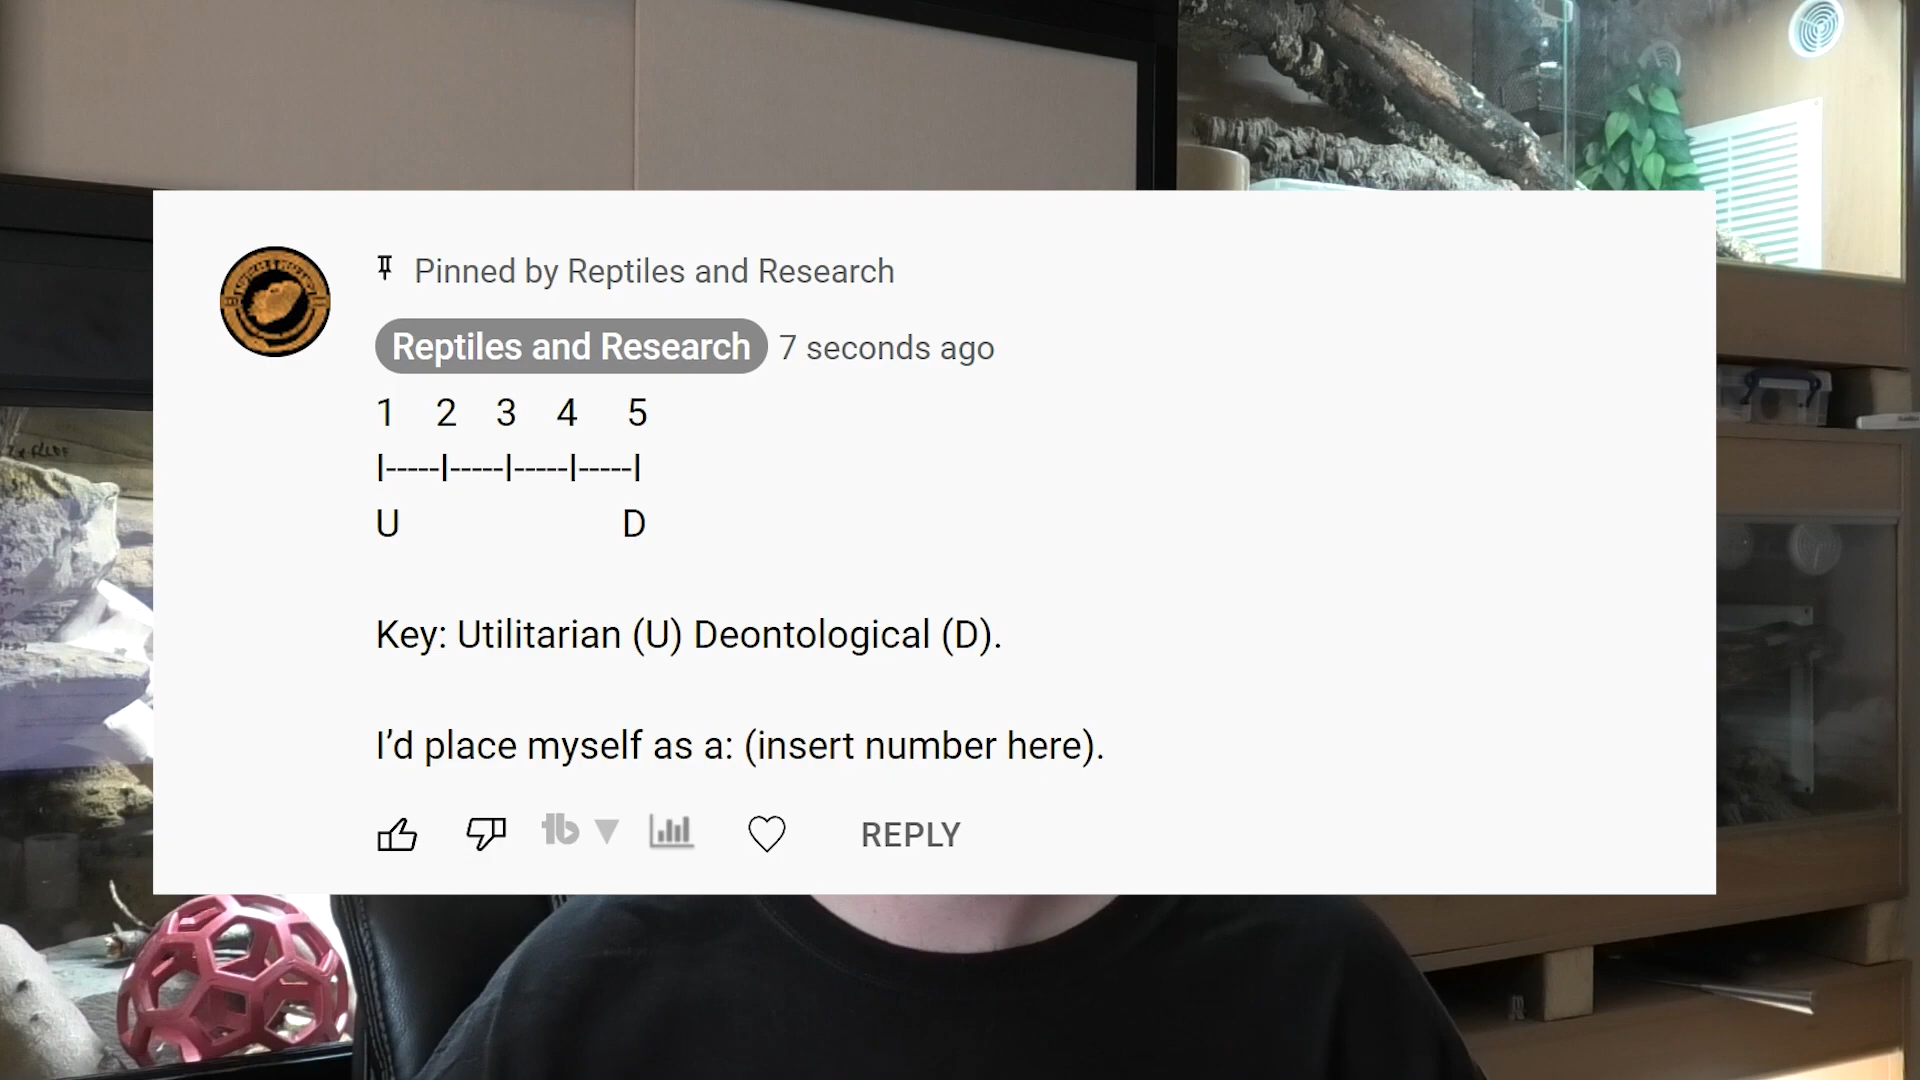 Pinned by Reptiles and Research
Reptiles and Research 7 seconds ago
1 2 3 4 5
|-----|-----|-----|-----|
U D
Key: Utilitarian (U) Deontological (D).
I’d place myself as a: (insert number here).
REPLY